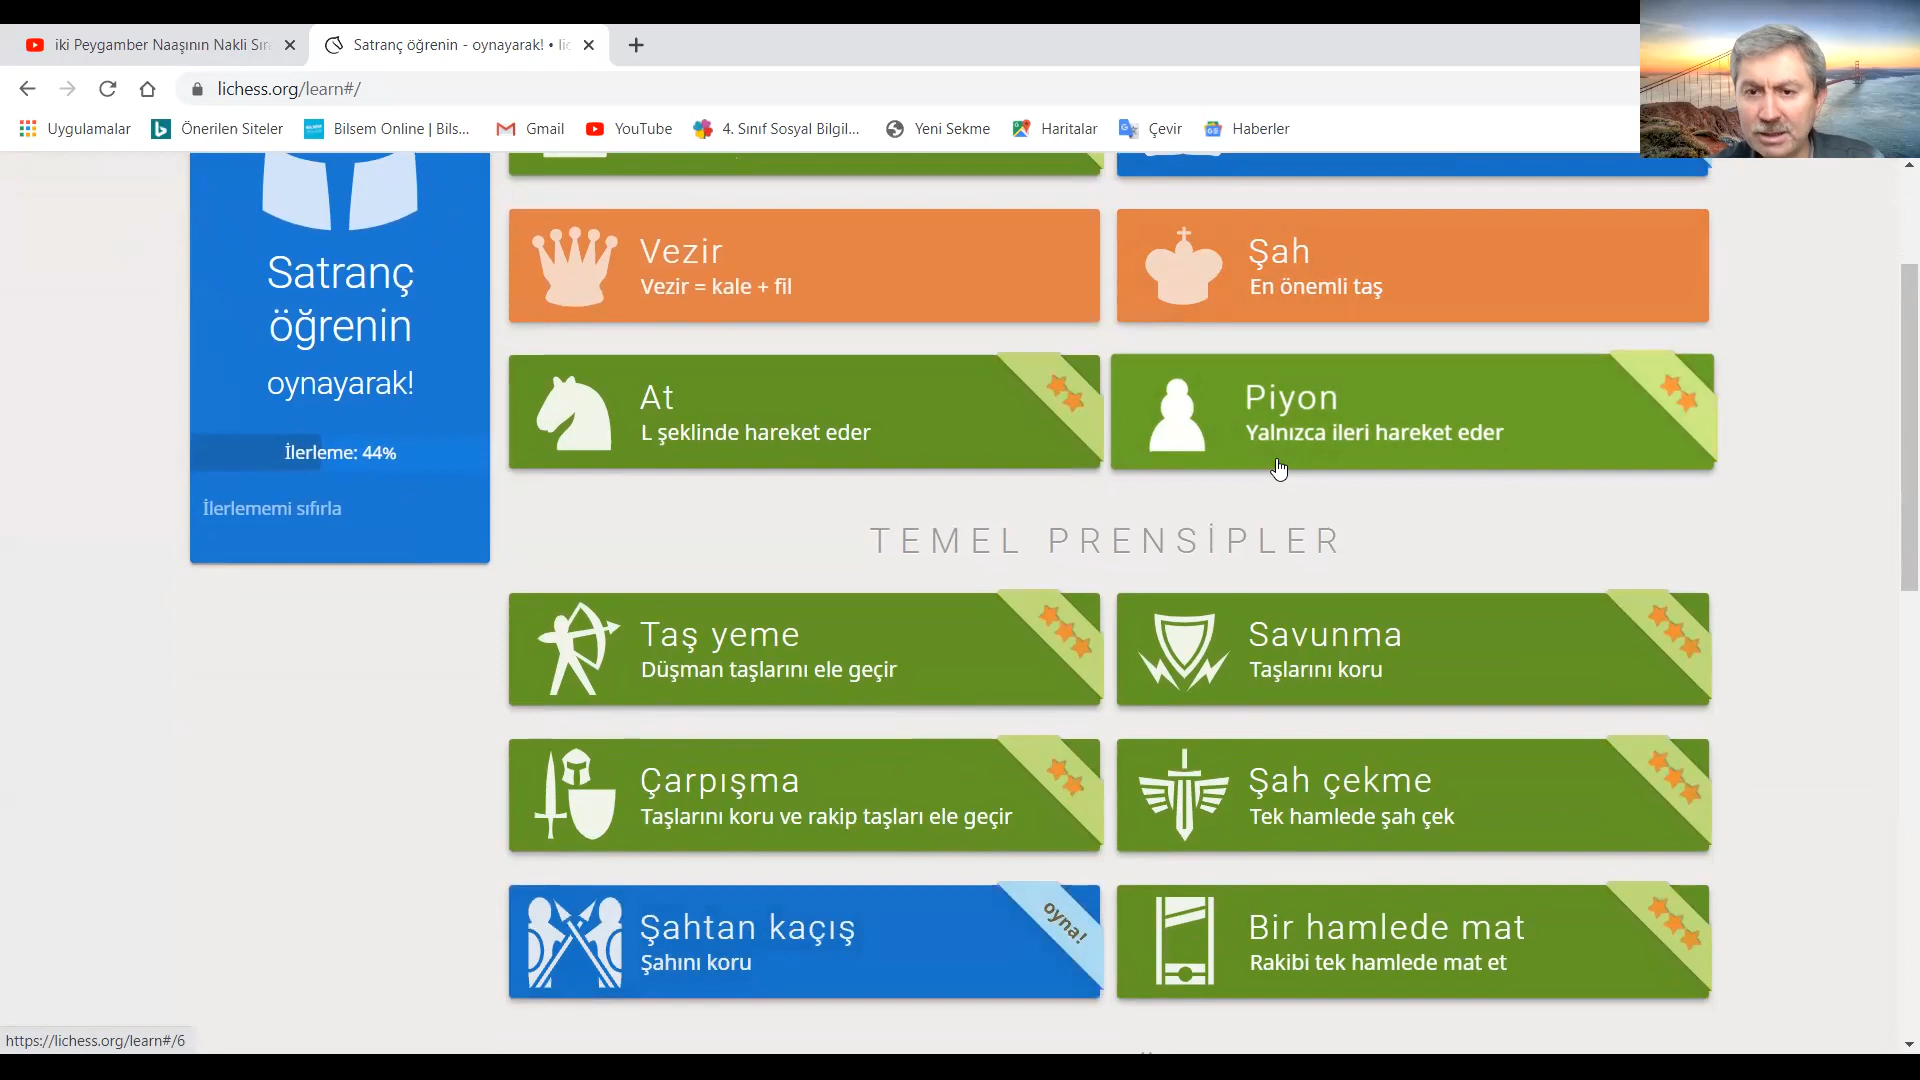 iki Peygamber Naaşının Nakli Sıra
Satranç öğrenin - oynayarak! • lic
lichess.org/learn#/
Uygulamalar
Önerilen Siteler
Bilsem Online | Bils...
Gmail
YouTube
4. Sınıf Sosyal Bilgil...
Yeni Sekme
Haritalar
Çevir
Haberler
Satranç
öğrenin
oynayarak!
İlerleme: 44%
İlerlememi sıfırla
Vezir
Vezir = kale + fil
Şah
En önemli taş
At
L şeklinde hareket eder
Piyon
Yalnızca ileri hareket eder
TEMEL PRENSİPLER
Taş yeme
Düşman taşlarını ele geçir
Savunma
Taşlarını koru
Çarpışma
Taşlarını koru ve rakip taşları ele geçir
Şah çekme
Tek hamlede şah çek
Şahtan kaçış
Şahını koru
oyna!
Bir hamlede mat
Rakibi tek hamlede mat et
https://lichess.org/learn#/6